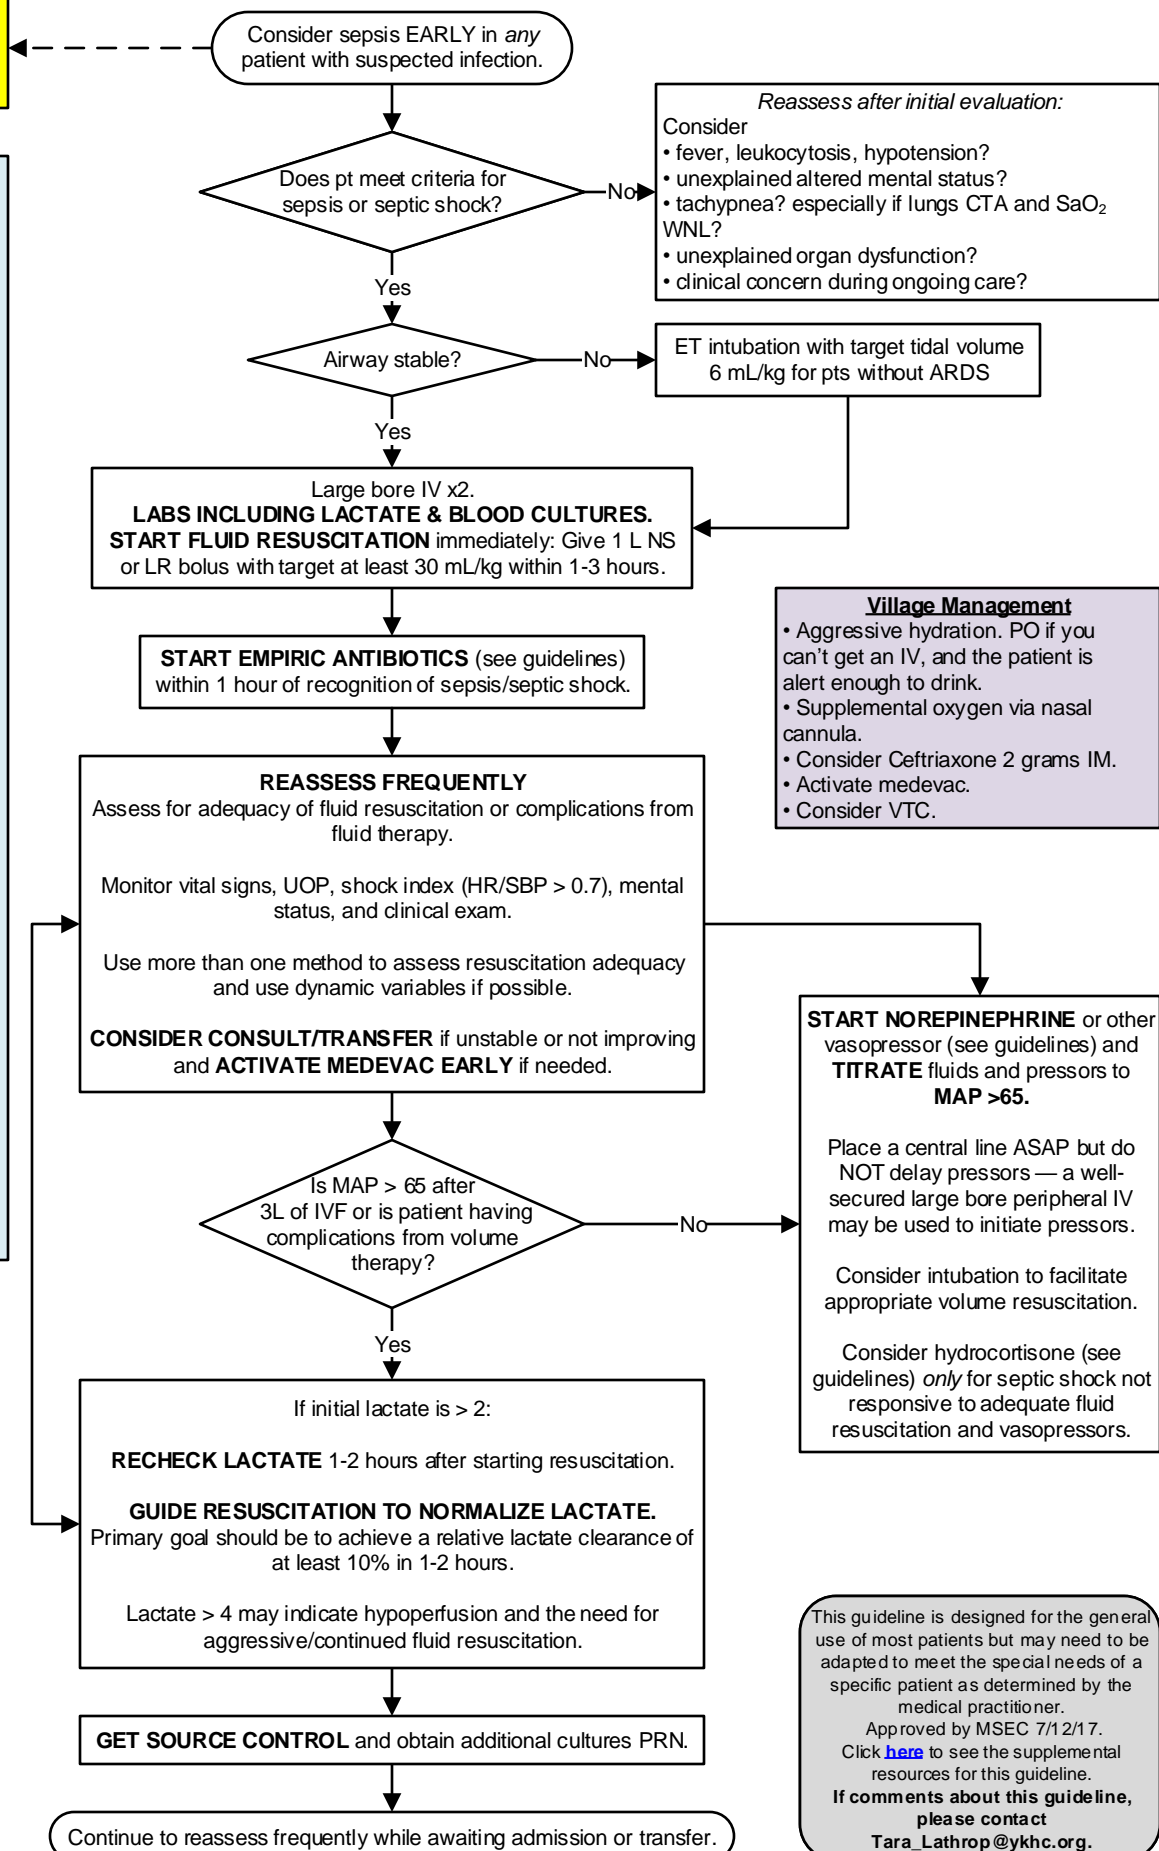 Consider sepsis EARLY in any
patient with suspected infection.
Reassess after initial evaluation:
Consider
• fever, leukocytosis, hypotension?
• unexplained altered mental status?
• tachypnea? especially if lungs CTA and SaO₂
WNL?
• unexplained organ dysfunction?
• clinical concern during ongoing care?
Does pt meet criteria for
sepsis or septic shock?
No
Yes
Airway stable?
No
ET intubation with target tidal volume
6 mL/kg for pts without ARDS
Yes
Large bore IV x2.
LABS INCLUDING LACTATE & BLOOD CULTURES.
START FLUID RESUSCITATION immediately: Give 1 L NS
or LR bolus with target at least 30 mL/kg within 1-3 hours.
Village Management
• Aggressive hydration. PO if you
can't get an IV, and the patient is
alert enough to drink.
• Supplemental oxygen via nasal
cannula.
• Consider Ceftriaxone 2 grams IM.
• Activate medevac.
• Consider VTC.
START EMPIRIC ANTIBIOTICS (see guidelines)
within 1 hour of recognition of sepsis/septic shock.
REASSESS FREQUENTLY
Assess for adequacy of fluid resuscitation or complications from
fluid therapy.
Monitor vital signs, UOP, shock index (HR/SBP > 0.7), mental
status, and clinical exam.
Use more than one method to assess resuscitation adequacy
and use dynamic variables if possible.
CONSIDER CONSULT/TRANSFER if unstable or not improving
and ACTIVATE MEDEVAC EARLY if needed.
START NOREPINEPHRINE or other
vasopressor (see guidelines) and
TITRATE fluids and pressors to
MAP >65.
Place a central line ASAP but do
NOT delay pressors — a well-
secured large bore peripheral IV
may be used to initiate pressors.
Consider intubation to facilitate
appropriate volume resuscitation.
Consider hydrocortisone (see
guidelines) only for septic shock not
responsive to adequate fluid
resuscitation and vasopressors.
Is MAP > 65 after
3L of IVF or is patient having
complications from volume
therapy?
No
Yes
If initial lactate is > 2:
RECHECK LACTATE 1-2 hours after starting resuscitation.
GUIDE RESUSCITATION TO NORMALIZE LACTATE.
Primary goal should be to achieve a relative lactate clearance of
at least 10% in 1-2 hours.
Lactate > 4 may indicate hypoperfusion and the need for
aggressive/continued fluid resuscitation.
GET SOURCE CONTROL and obtain additional cultures PRN.
Continue to reassess frequently while awaiting admission or transfer.
This guideline is designed for the general
use of most patients but may need to be
adapted to meet the special needs of a
specific patient as determined by the
medical practitioner.
Approved by MSEC 7/12/17.
Click here to see the supplemental
resources for this guideline.
If comments about this guideline,
please contact
Tara_Lathrop@ykhc.org.